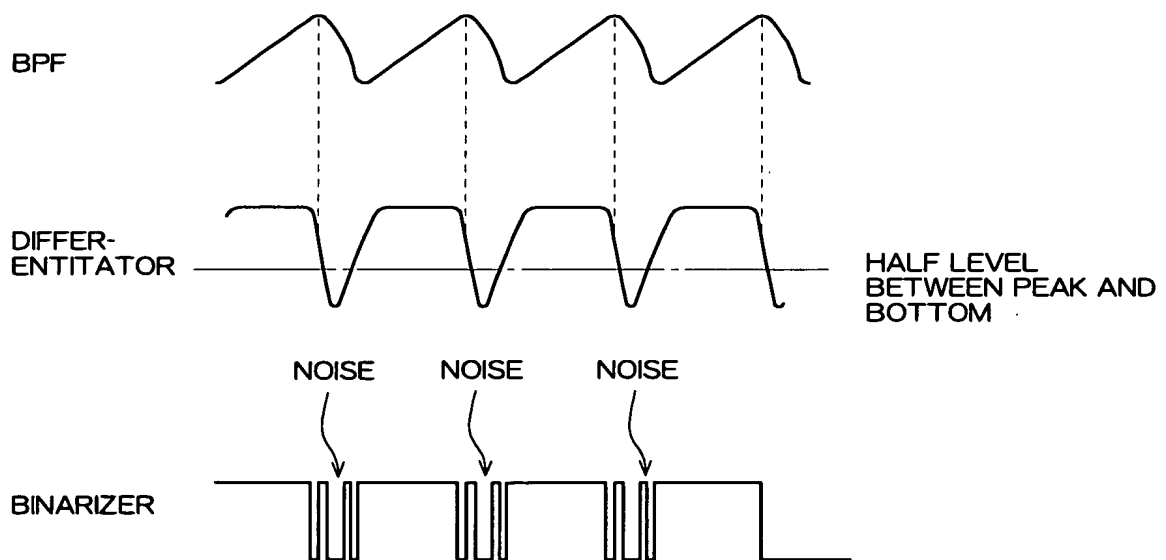 BPF
DIFFER-
ENTITATOR
HALF LEVEL
BETWEEN PEAK AND
BOTTOM
NOISE NOISE NOISE
BINARIZER